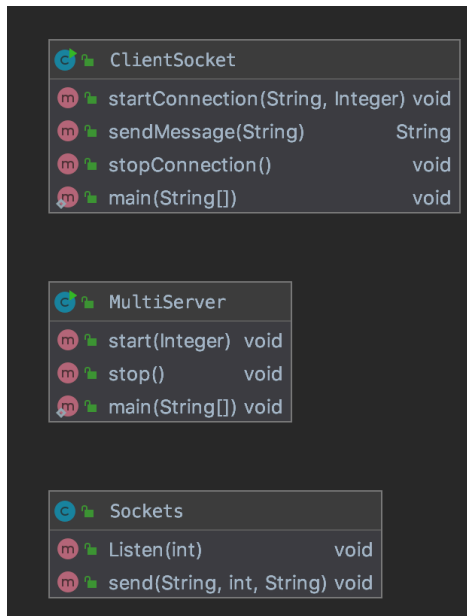 ClientSocket
startConnection(String, Integer) void
sendMessage(String) String
stopConnection() void
main(String[]) void
MultiServer
start(Integer) void
stop() void
main(String[]) void
Sockets
Listen(int) void
send(String, int, String) void